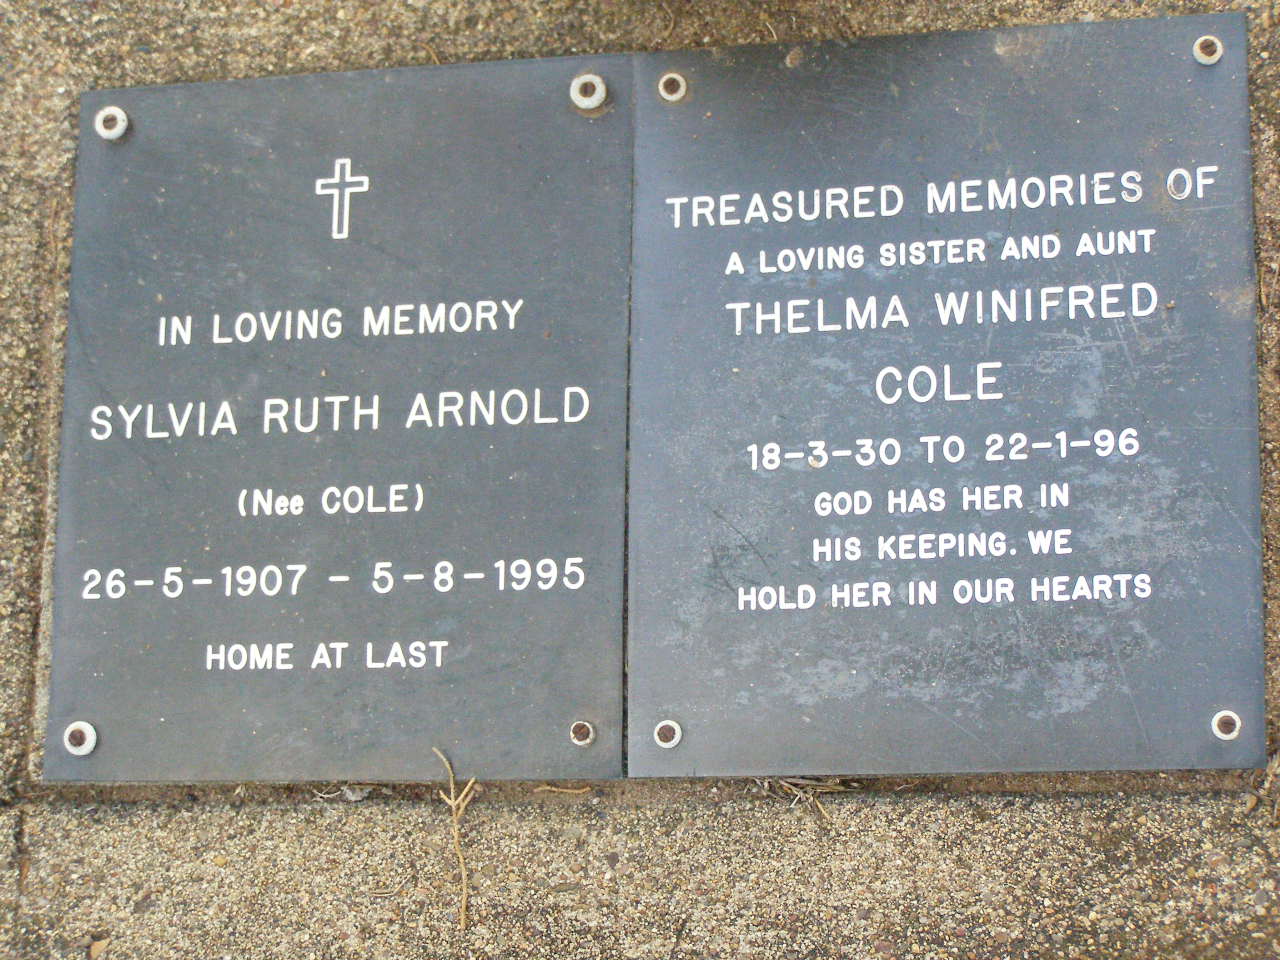 IN LOVING MEMORY
SYLVIA RUTH ARNOLD
(Nee COLE)
26-5-1907 - 5-8-1995
HOME AT LAST
TREASURED MEMORIES OF
A LOVING SISTER AND AUNT
THELMA WINIFRED
COLE
18-3-30 TO 22-1-96
GOD HAS HER IN
HIS KEEPING. WE
HOLD HER IN OUR HEARTS